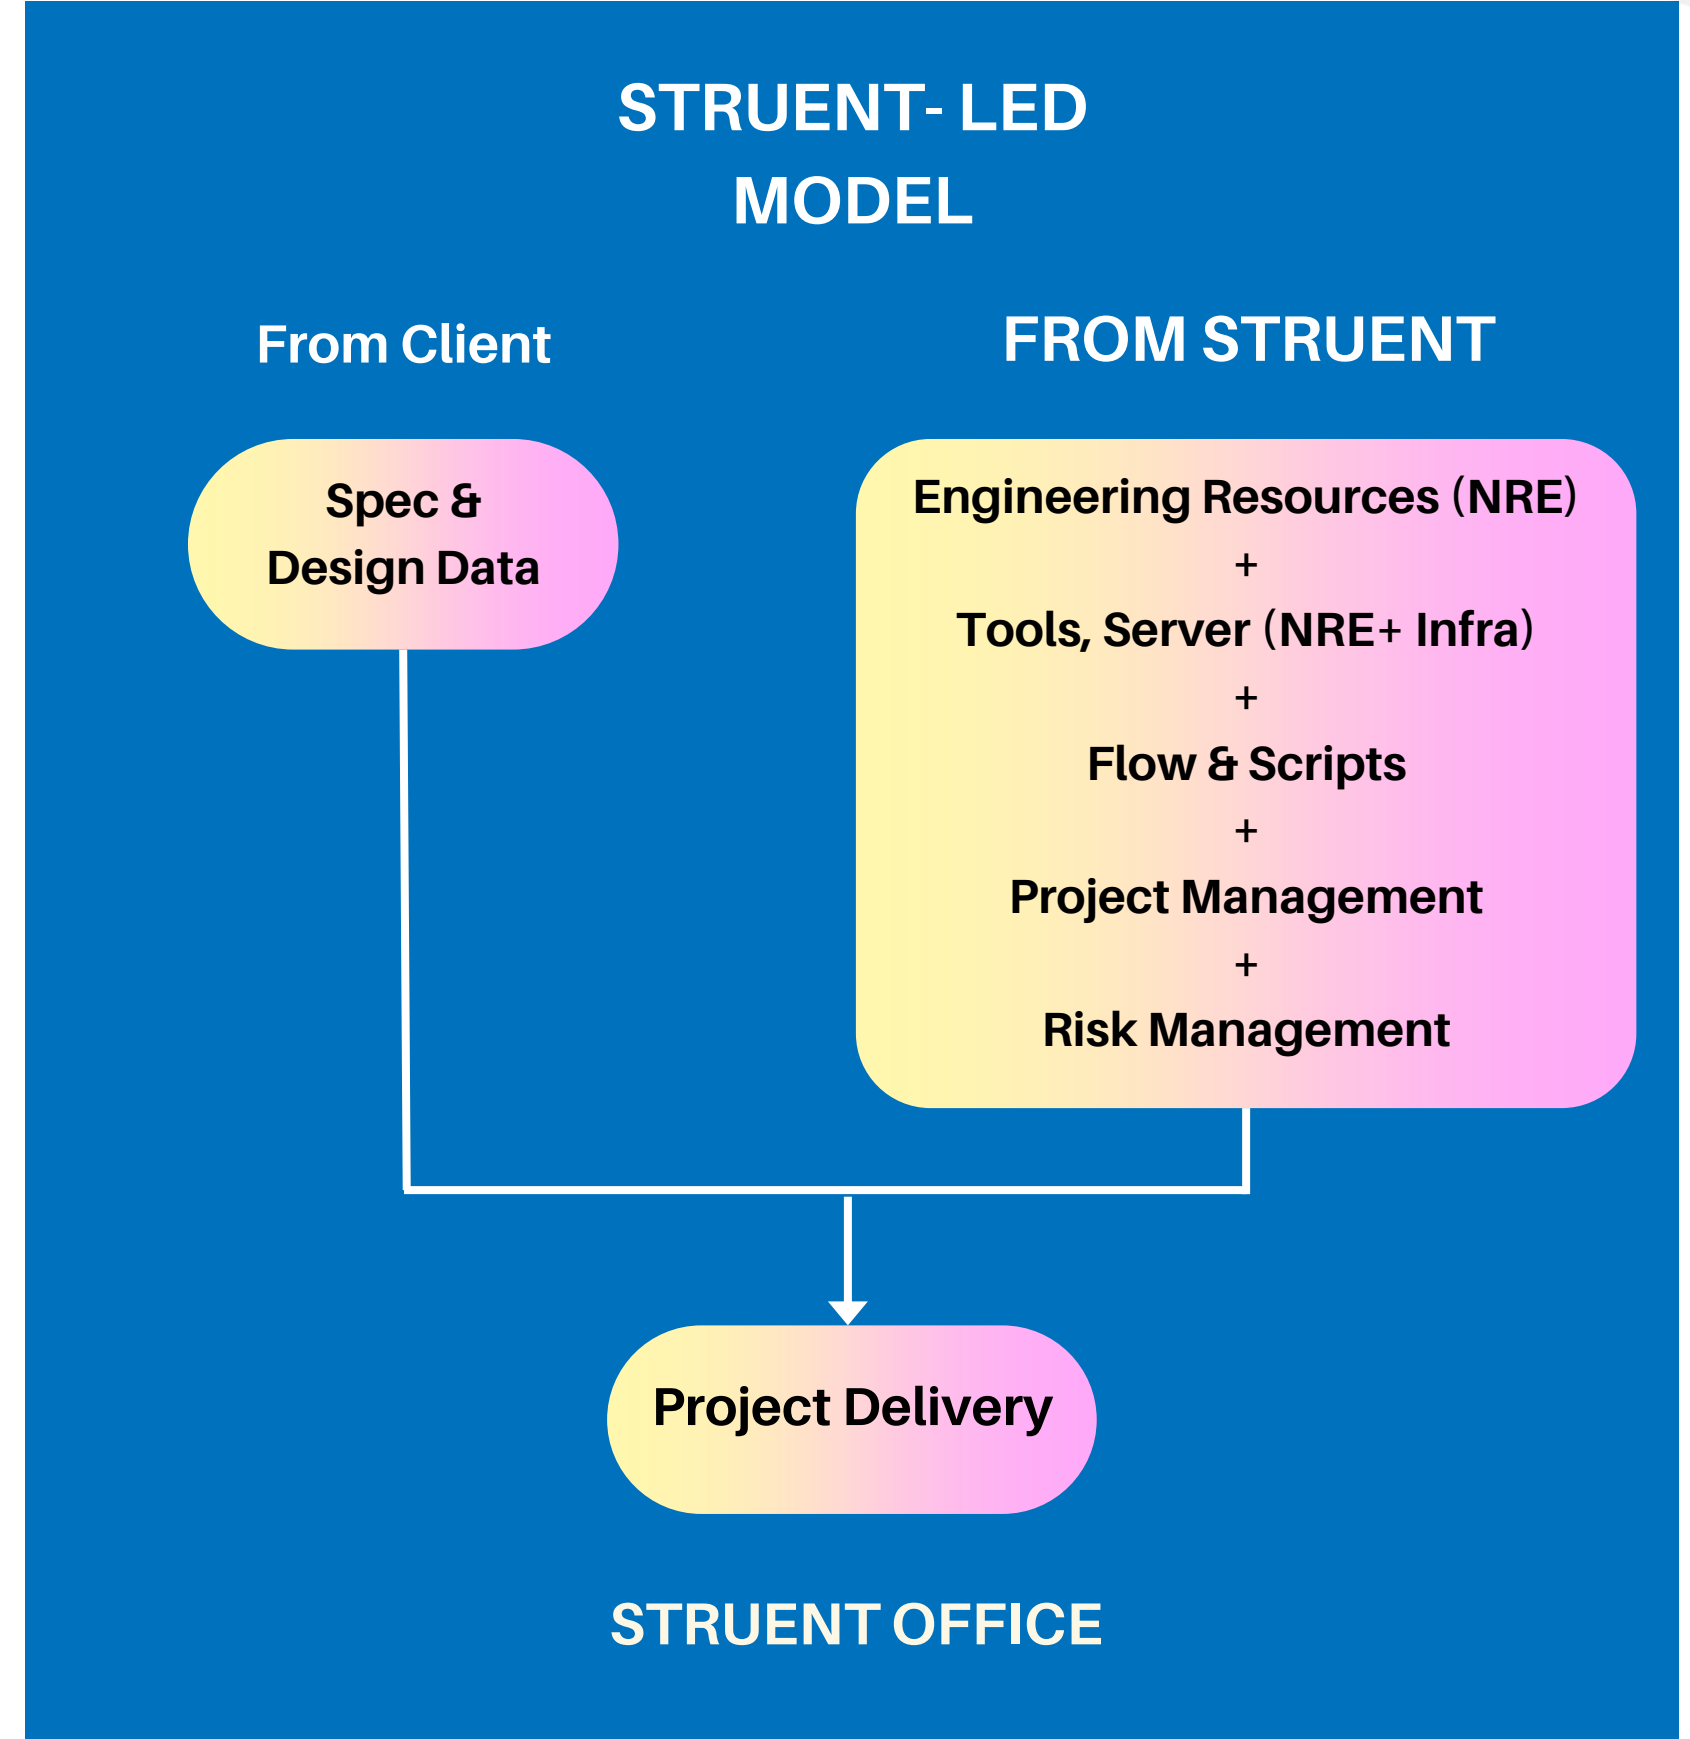 STRUENT- LED
MODEL
From Client
FROM STRUENT
Spec &
Design Data
Engineering Resources (NRE)
+
Tools, Server (NRE+ Infra)
+
Flow & Scripts
+
Project Management
+
Risk Management
Project Delivery
STRUENT OFFICE